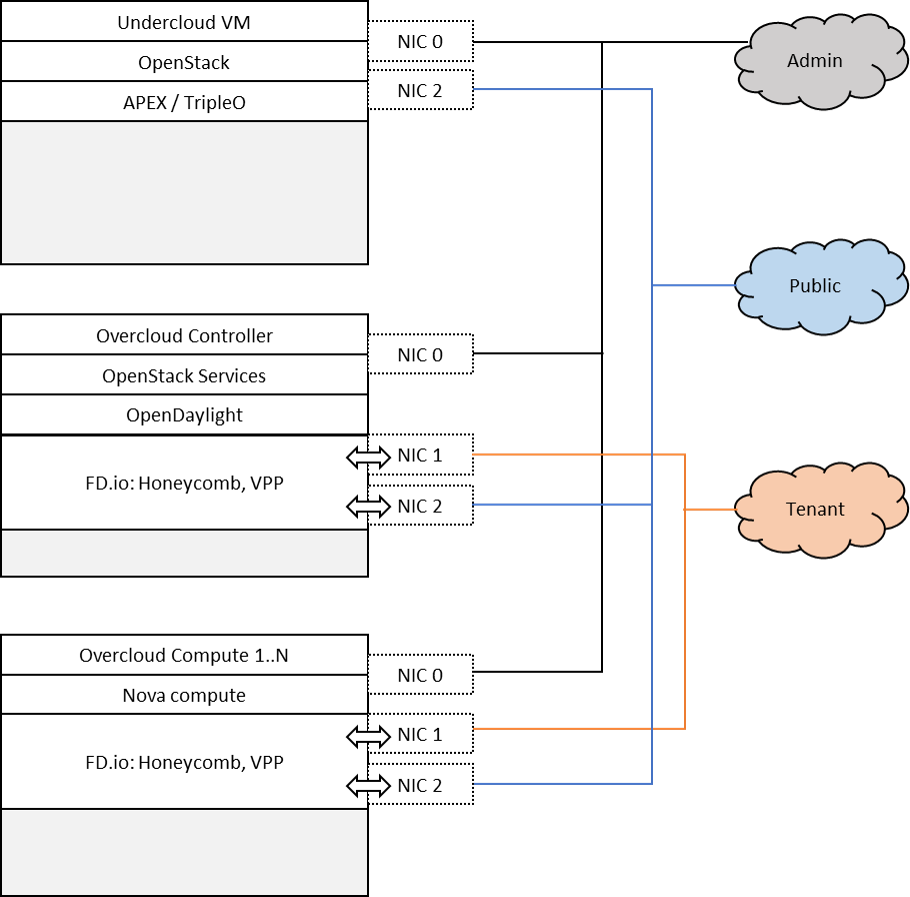 Undercloud VM
OpenStack
APEX / TripleO
NIC 0
NIC 2
Admin
Public
Overcloud Controller
OpenStack Services
OpenDaylight
FD.io: Honeycomb, VPP
NIC 0
NIC 1
NIC 2
Tenant
Overcloud Compute 1..N
Nova compute
FD.io: Honeycomb, VPP
NIC 0
NIC 1
NIC 2